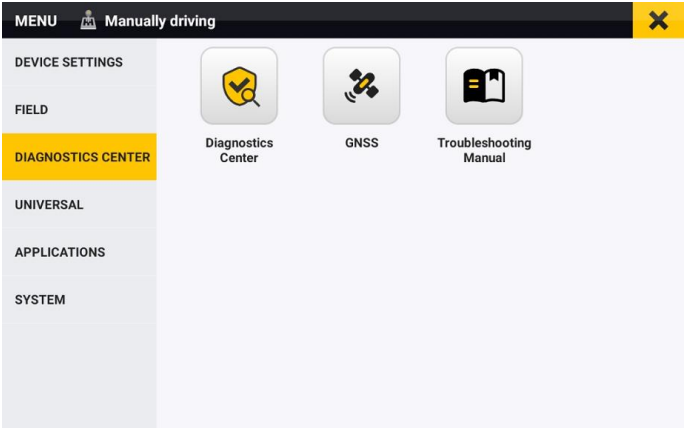 MENU Manually driving
DEVICE SETTINGS
FIELD
DIAGNOSTICS CENTER
UNIVERSAL
APPLICATIONS
SYSTEM
Diagnostics
Center
GNSS
Troubleshooting
Manual